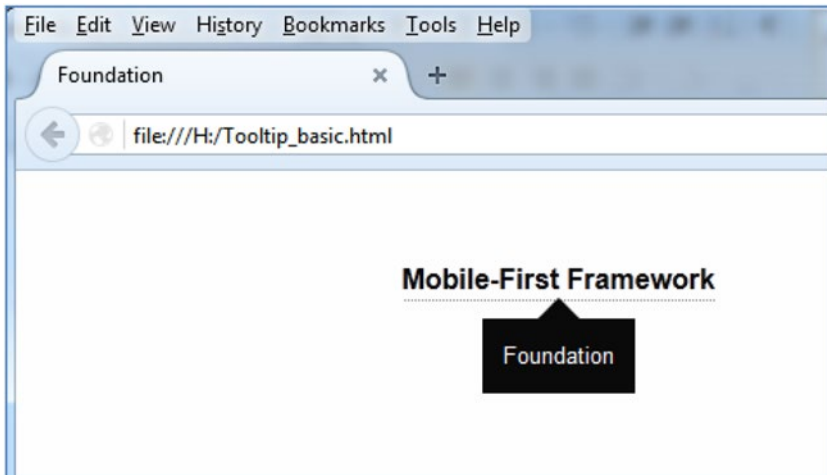 File Edit View History Bookmarks Tools Help
Foundation
file:///H:/Tooltip_basic.html
Mobile-First Framework
Foundation